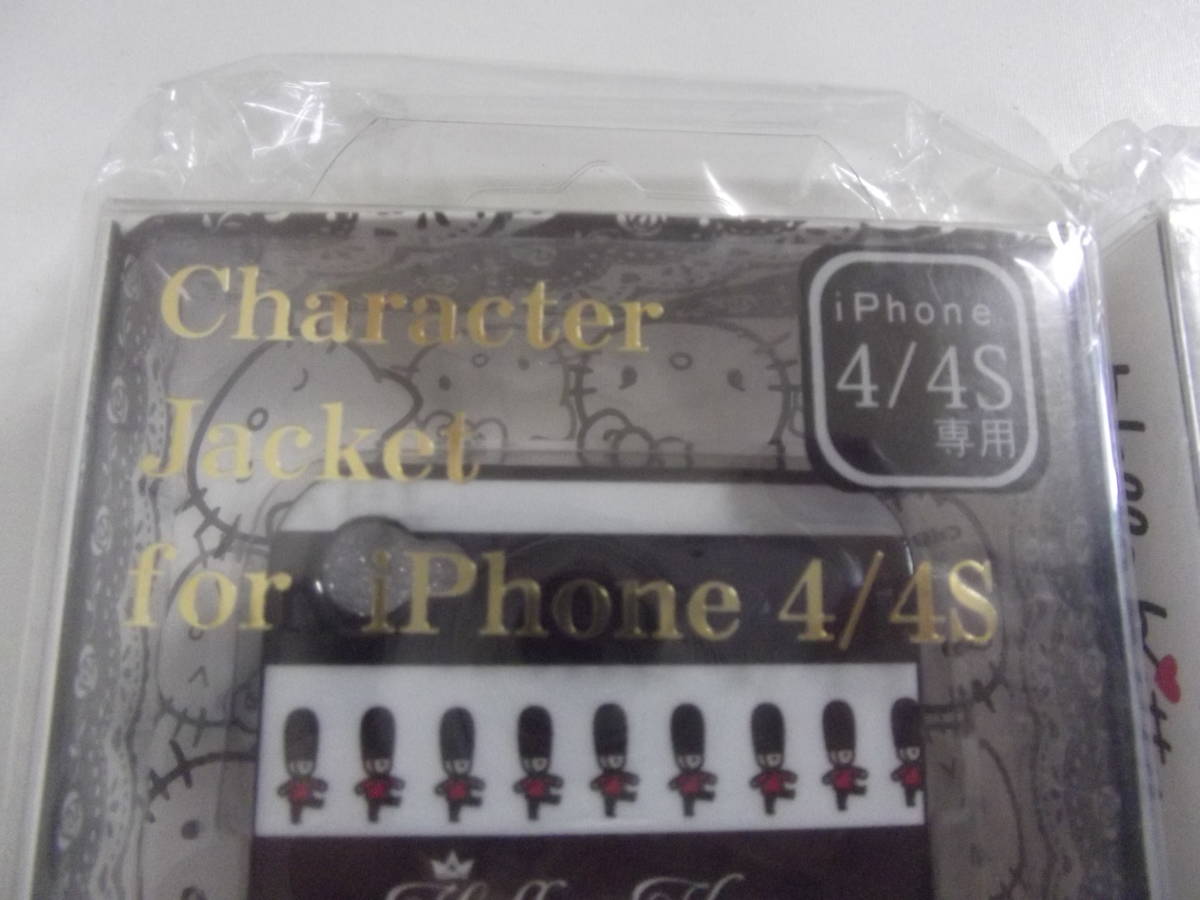 Character
Jacket
for iPhone 4/4S
iPhone
4/4S
専用